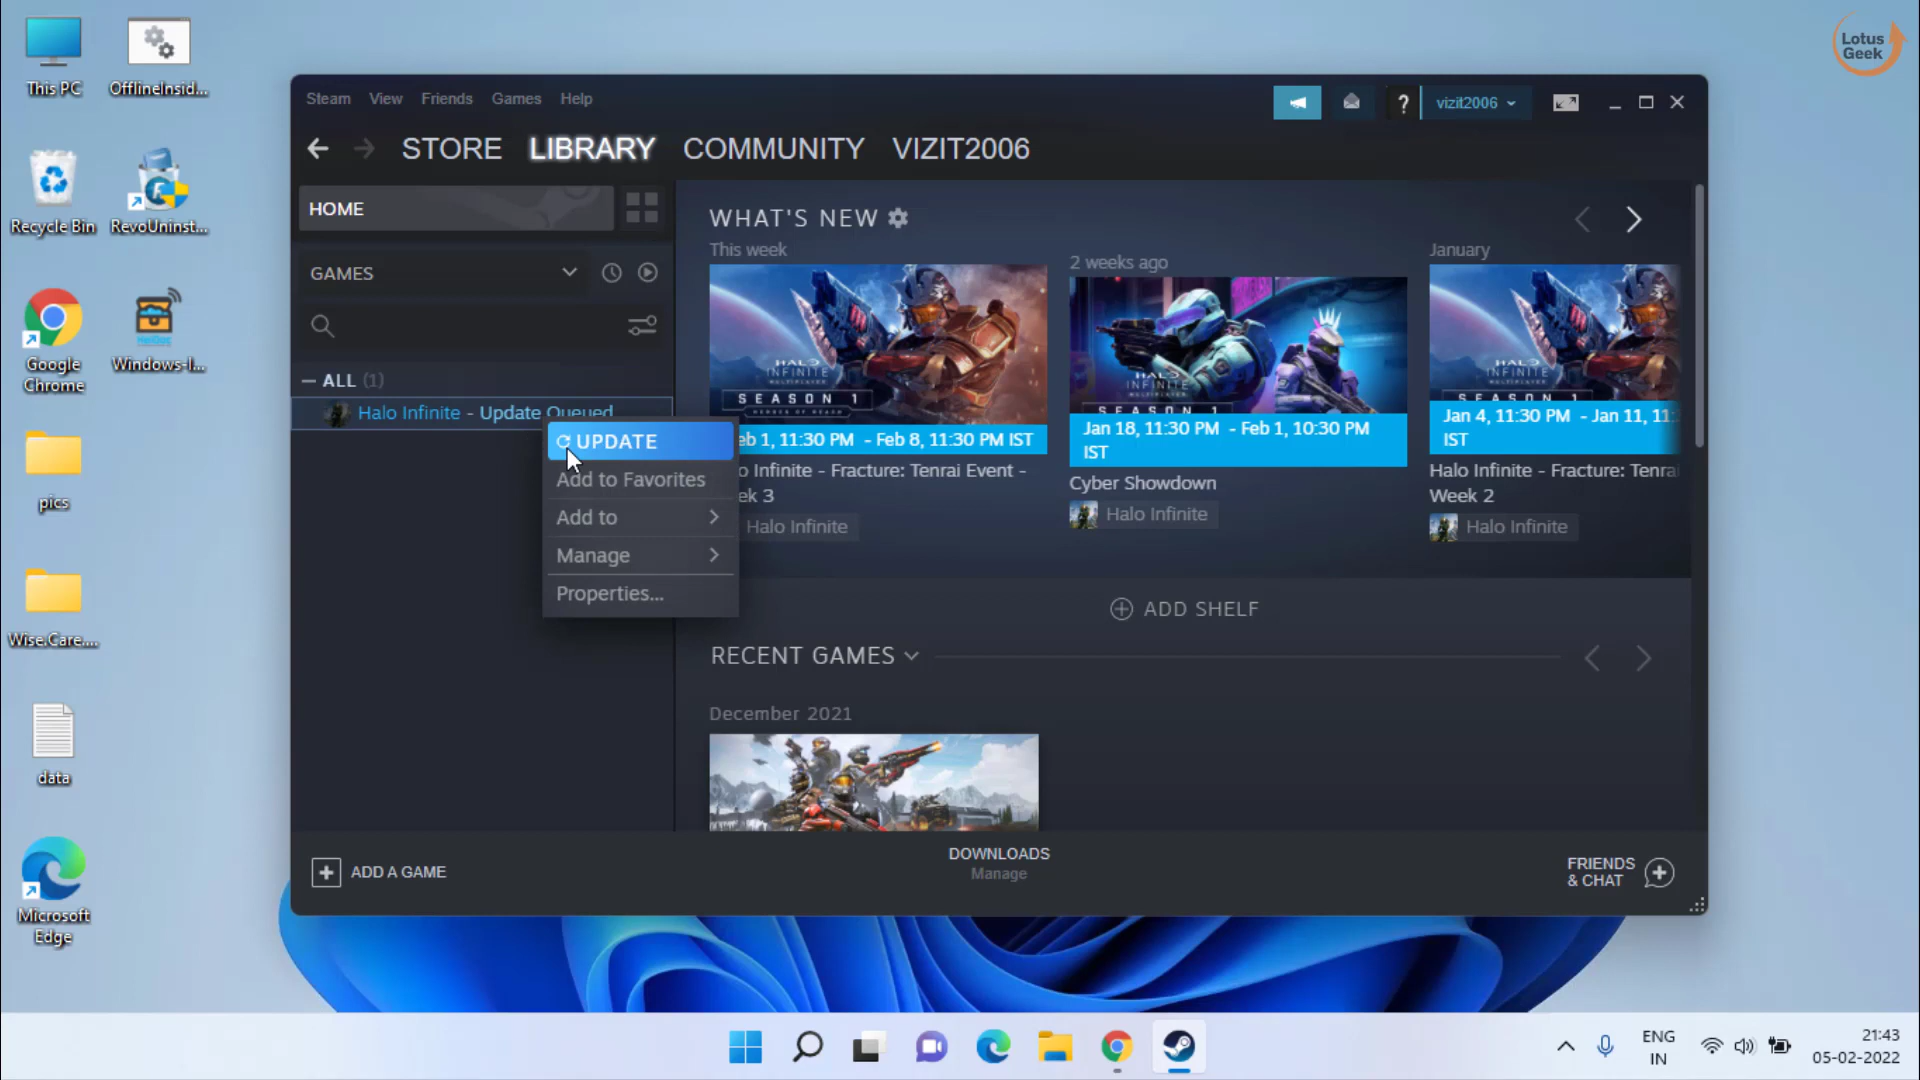 This PC
OfflineInsid...
Recycle Bin
RevoUninst...
Google
Chrome
Windows-I...
pics
Wise.Care....
data
Microsoft
Edge
Lotus
Geek
Steam View Friends Games Help
? vizit2006
STORE LIBRARY COMMUNITY VIZIT2006
HOME
GAMES
ALL (1)
Halo Infinite - Update Queued
UPDATE
Add to Favorites
Add to
Manage
Properties...
WHAT'S NEW
This week
HALO
INFINITE
MULTIPLAYER
SEASON 1
HEROES OF REACH
eb 1, 11:30 PM - Feb 8, 11:30 PM IST
o Infinite - Fracture: Tenrai Event -
ek 3
Halo Infinite
2 weeks ago
HALO
INFINITE
MULTIPLAYER
SEASON 1
Jan 18, 11:30 PM - Feb 1, 10:30 PM
IST
Cyber Showdown
Halo Infinite
January
HALO
INFINITE
MULTIPLAYER
SEASON 1
Jan 4, 11:30 PM - Jan 11, 11:
IST
Halo Infinite - Fracture: Tenrai
Week 2
Halo Infinite
ADD SHELF
RECENT GAMES
December 2021
ADD A GAME
DOWNLOADS
Manage
FRIENDS
& CHAT
ENG
IN
21:43
05-02-2022